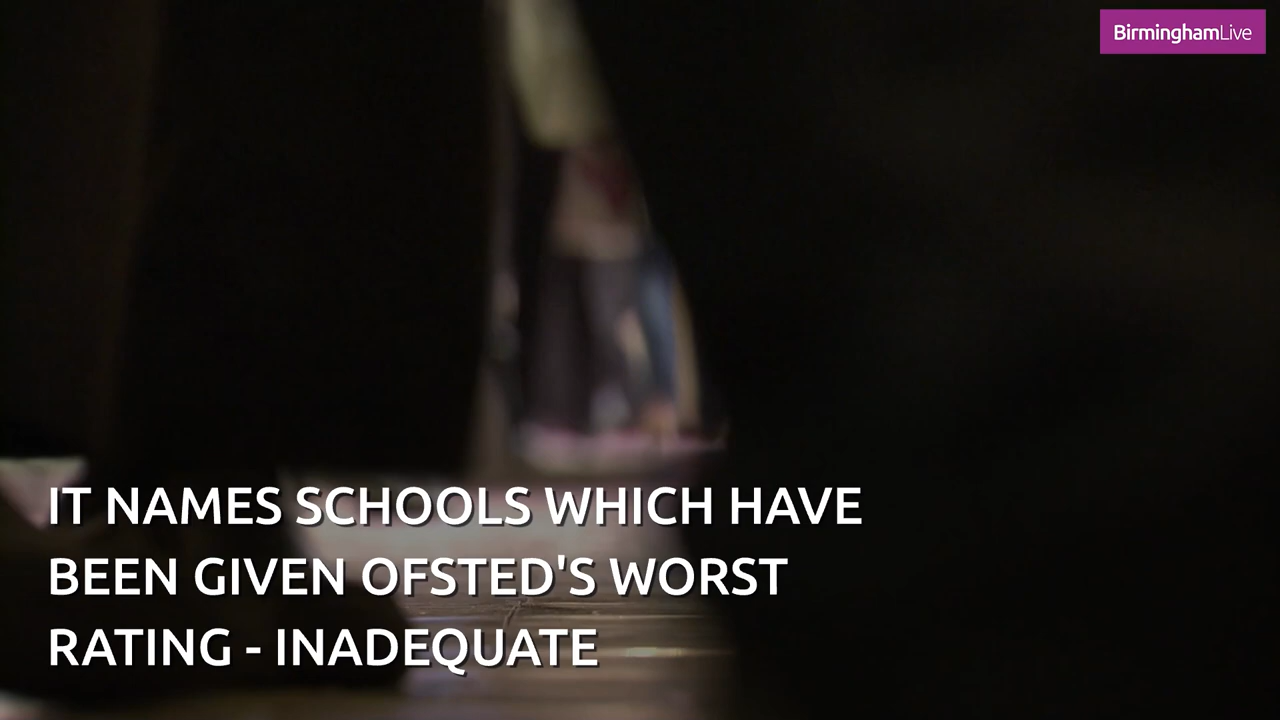 BirminghamLive
IT NAMES SCHOOLS WHICH HAVE
BEEN GIVEN OFSTED'S WORST
RATING - INADEQUATE